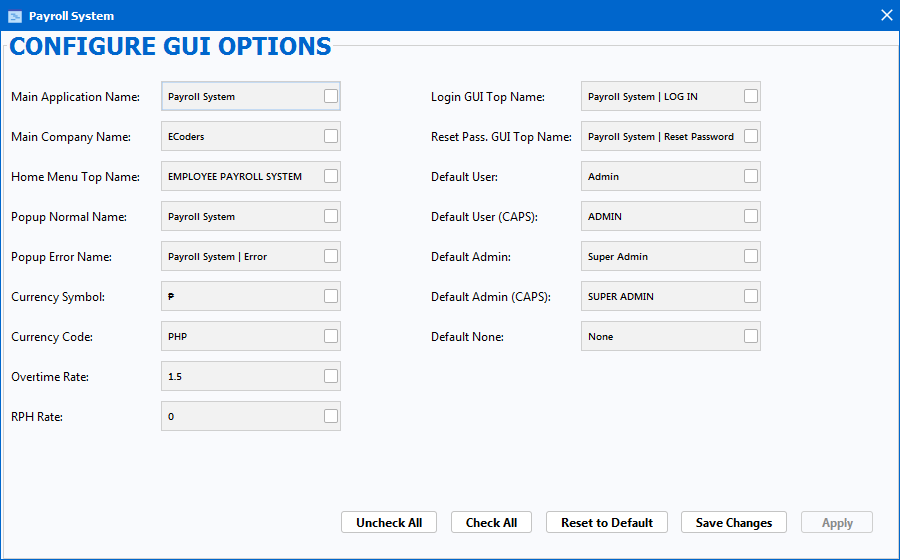 Payroll System
CONFIGURE GUI OPTIONS
Main Application Name: Payroll System
Main Company Name: ECoders
Home Menu Top Name: EMPLOYEE PAYROLL SYSTEM
Popup Normal Name: Payroll System
Popup Error Name: Payroll System | Error
Currency Symbol: ₱
Currency Code: PHP
Overtime Rate: 1.5
RPH Rate: 0
Login GUI Top Name: Payroll System | LOG IN
Reset Pass. GUI Top Name: Payroll System | Reset Password
Default User: Admin
Default User (CAPS): ADMIN
Default Admin: Super Admin
Default Admin (CAPS): SUPER ADMIN
Default None: None
Uncheck All Check All Reset to Default Save Changes Apply